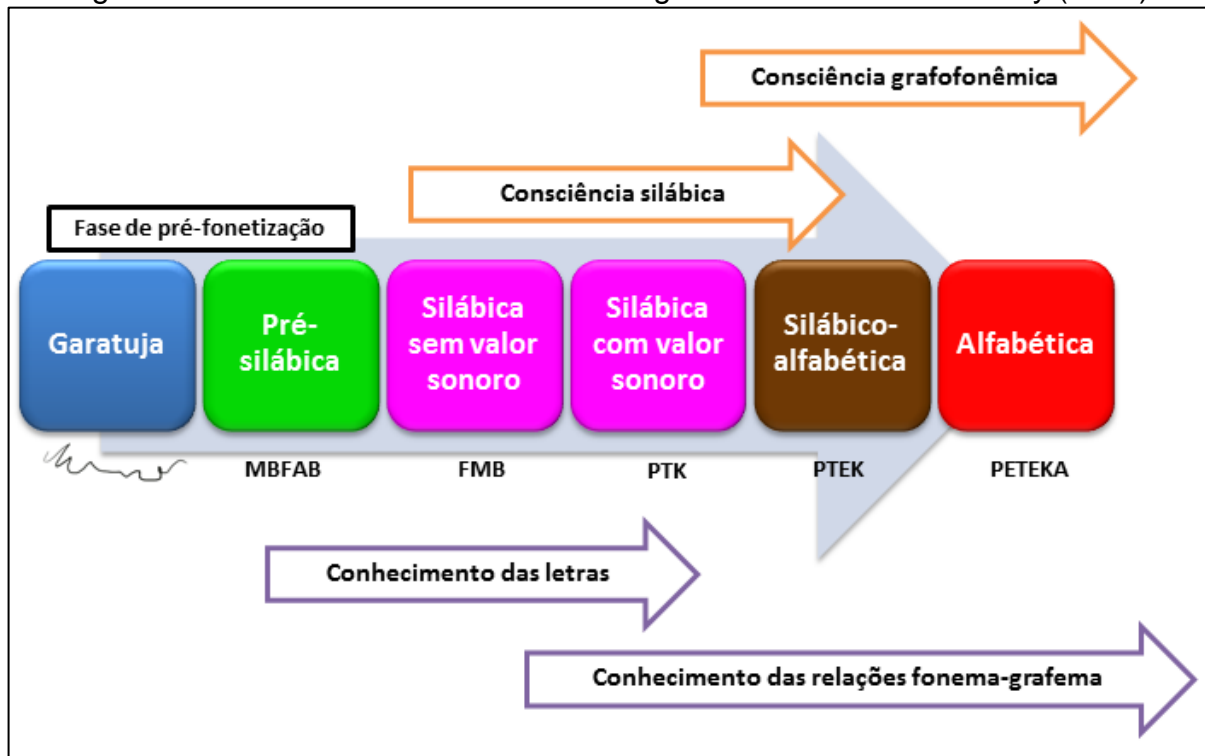 Consciência grafofonêmica
Consciência silábica
Fase de pré-fonetização
Garatuja
Pré-
silábica
Silábica
sem valor
sonoro
Silábica
com valor
sonoro
Silábico-
alfabética
Alfabética
MBFAB
FMB
PTK
PTEK
PETEKA
Conhecimento das letras
Conhecimento das relações fonema-grafema